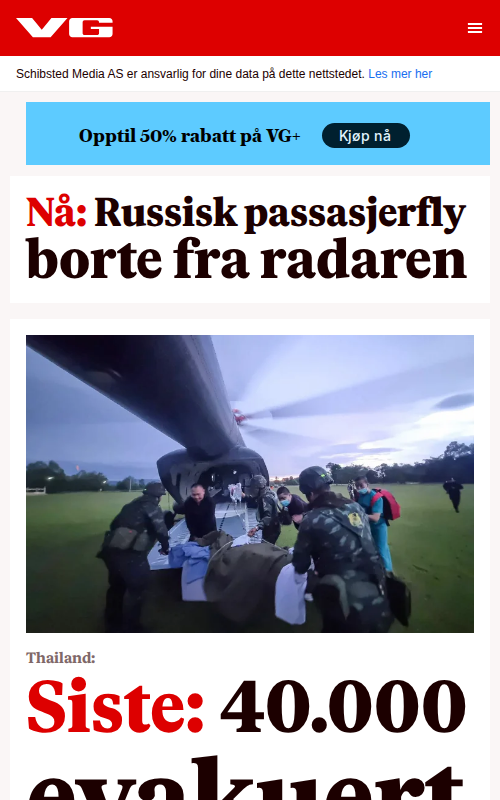 VG
Schibsted Media AS er ansvarlig for dine data på dette nettstedet. Les mer her
Opptil 50% rabatt på VG+ Kjøp nå
Nå: Russisk passasjerfly
borte fra radaren
Thailand:
Siste: 40.000
evakuert